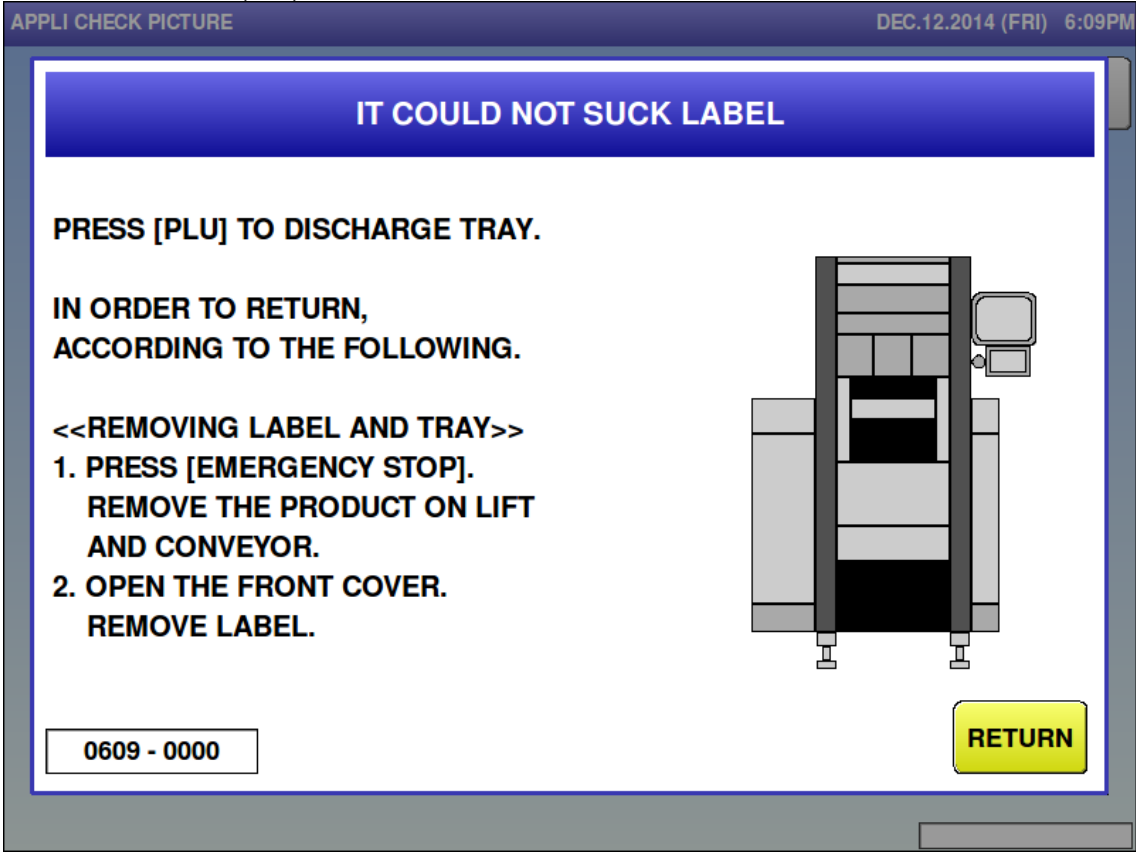 APPLI CHECK PICTURE
DEC.12.2014 (FRI) 6:09PM
IT COULD NOT SUCK LABEL
PRESS [PLU] TO DISCHARGE TRAY.
IN ORDER TO RETURN,
ACCORDING TO THE FOLLOWING.
<<REMOVING LABEL AND TRAY>>
1. PRESS [EMERGENCY STOP].
REMOVE THE PRODUCT ON LIFT
AND CONVEYOR.
2. OPEN THE FRONT COVER.
REMOVE LABEL.
0609 - 0000
RETURN